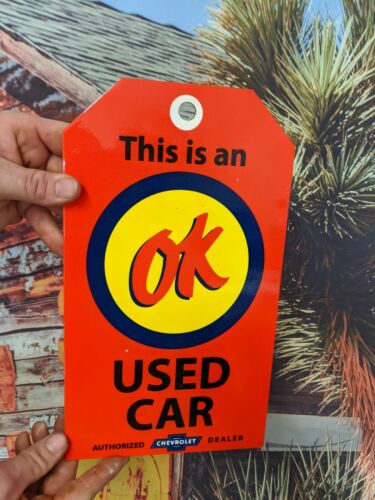 This is an
OK
USED
CAR
AUTHORIZED CHEVROLET DEALER